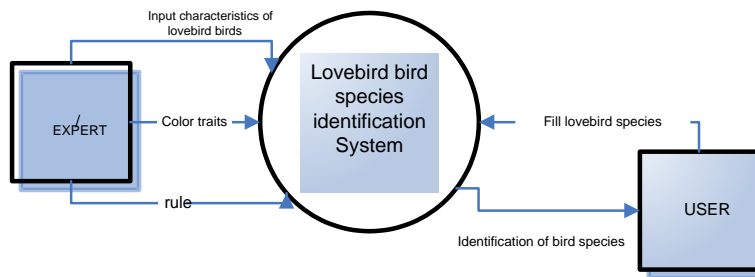 Input characteristics of
lovebird birds
Lovebird bird
species
identification
System
/
EXPERT
Color traits
Fill lovebird species
rule
USER
Identification of bird species